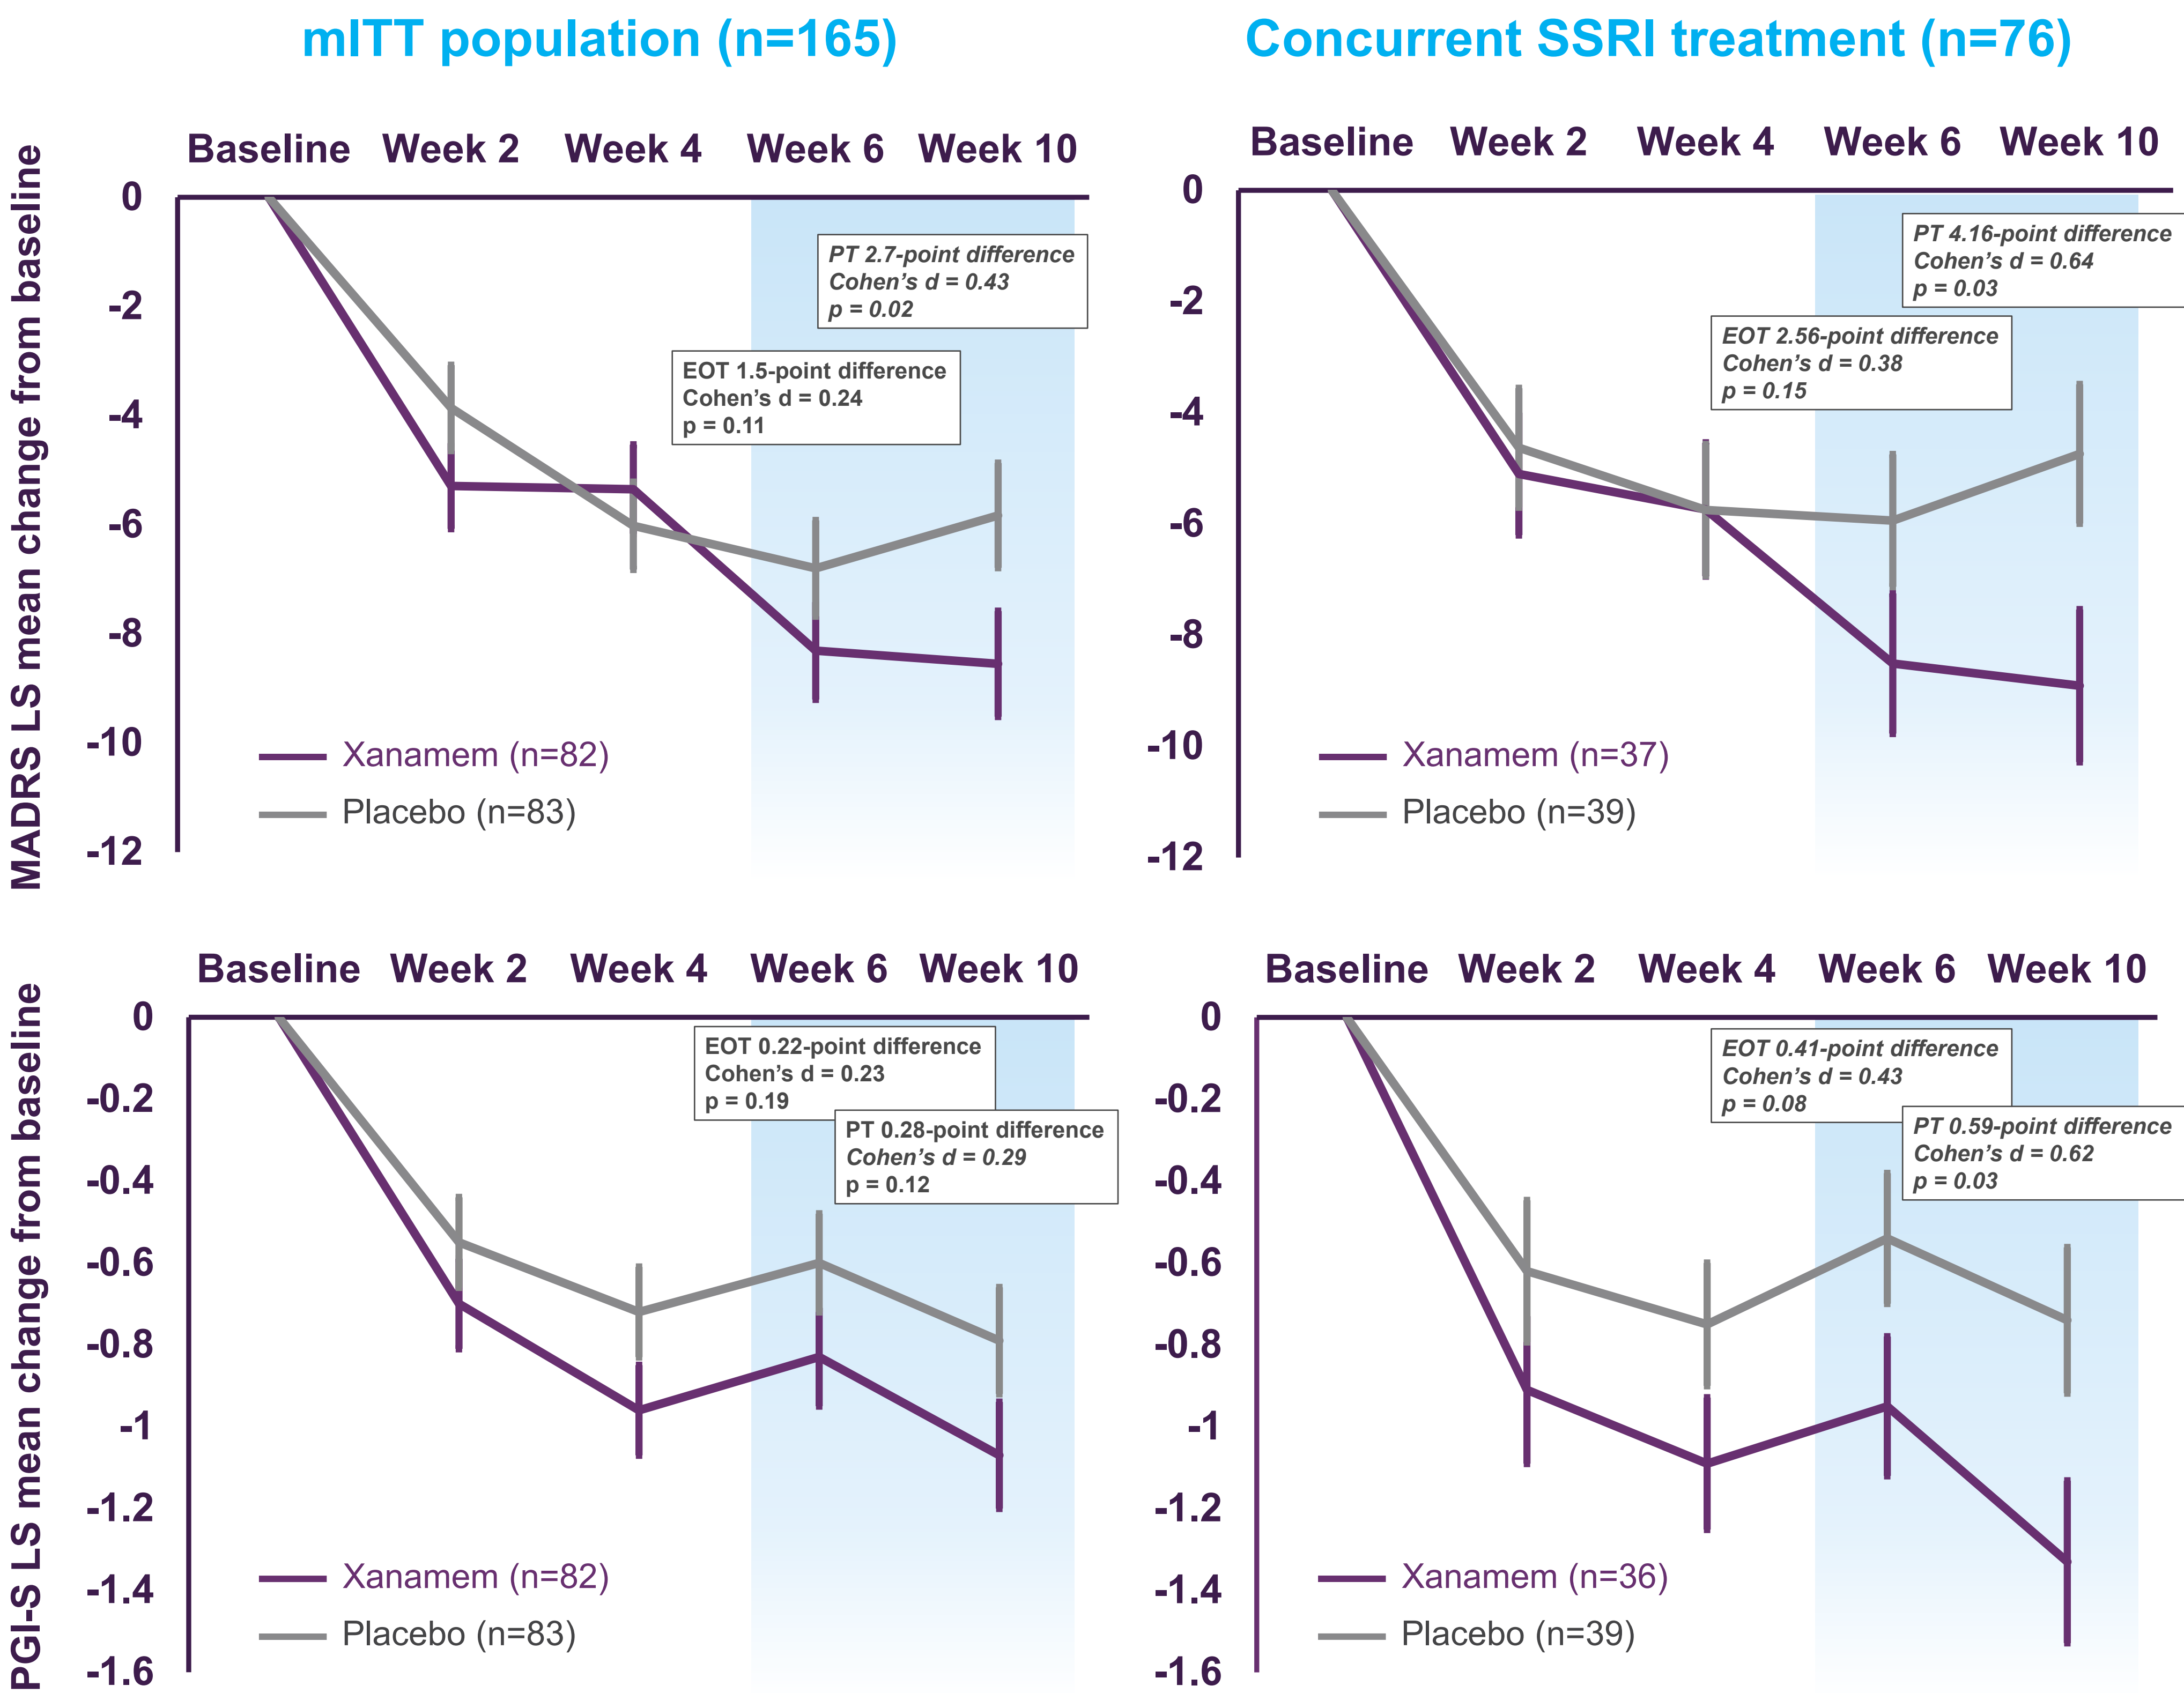 mITT population (n=165)
Concurrent SSRI treatment (n=76)
MADRS LS mean change from baseline
Baseline Week 2 Week 4 Week 6 Week 10
0
-2
-4
-6
-8
-10
-12
PT 2.7-point difference
Cohen's d = 0.43
p = 0.02
EOT 1.5-point difference
Cohen's d = 0.24
p = 0.11
Xanamem (n=82)
Placebo (n=83)
Baseline Week 2 Week 4 Week 6 Week 10
0
-2
-4
-6
-8
-10
-12
PT 4.16-point difference
Cohen's d = 0.64
p = 0.03
EOT 2.56-point difference
Cohen's d = 0.38
p = 0.15
Xanamem (n=37)
Placebo (n=39)
PGI-S LS mean change from baseline
Baseline Week 2 Week 4 Week 6 Week 10
0
-0.2
-0.4
-0.6
-0.8
-1
-1.2
-1.4
-1.6
EOT 0.22-point difference
Cohen's d = 0.23
p = 0.19
PT 0.28-point difference
Cohen's d = 0.29
p = 0.12
Xanamem (n=82)
Placebo (n=83)
Baseline Week 2 Week 4 Week 6 Week 10
0
-0.2
-0.4
-0.6
-0.8
-1
-1.2
-1.4
-1.6
EOT 0.41-point difference
Cohen's d = 0.43
p = 0.08
PT 0.59-point difference
Cohen's d = 0.62
p = 0.03
Xanamem (n=36)
Placebo (n=39)